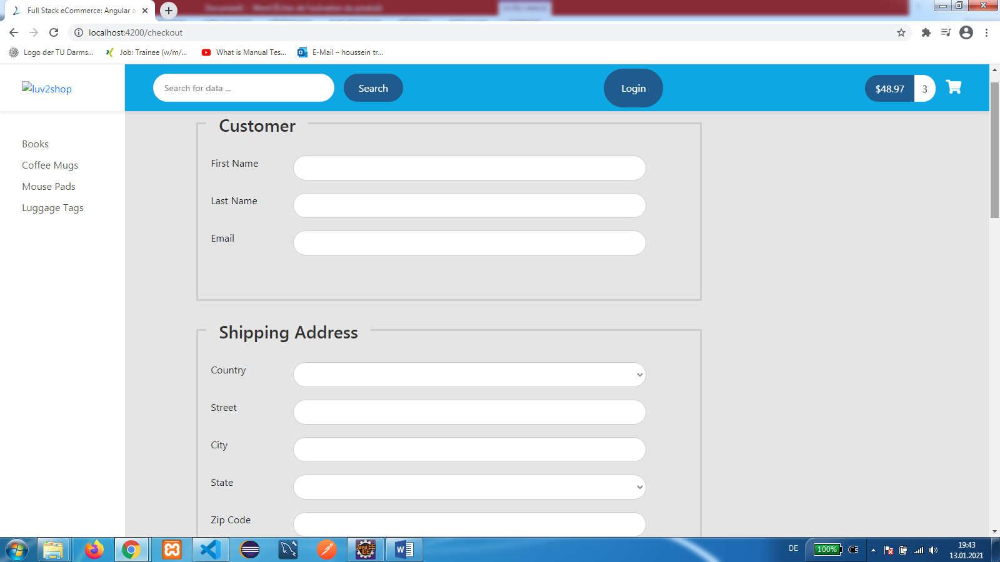 Full Stack eCommerce: Angular a
localhost:4200/checkout
Logo der TU Darms...
Job: Trainee (w/m/...
What is Manual Tes...
E-Mail – houssein tr...
luv2shop
Search for data ...
Search
Login
$48.97
3
Books
Coffee Mugs
Mouse Pads
Luggage Tags
Customer
First Name
Last Name
Email
Shipping Address
Country
Street
City
State
Zip Code
Java EE
IDE
DE
100%
19:43
13.01.2021